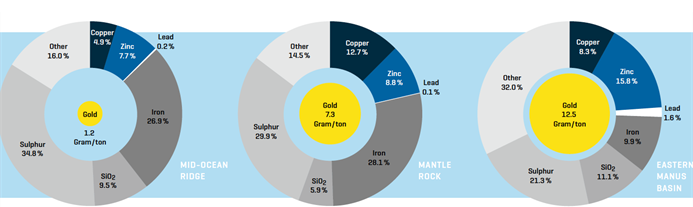 Copper
4.9 %
Zinc
7.7 %
Lead
0.2 %
Iron
26.9 %
SiO2
9.5 %
Sulphur
34.8 %
Other
16.0 %
Gold
1.2
Gram/ton
MID-OCEAN
RIDGE
Copper
12.7 %
Zinc
8.8 %
Lead
0.1 %
Iron
28.1 %
SiO2
5.9 %
Sulphur
29.9 %
Other
14.5 %
Gold
7.3
Gram/ton
MANTLE
ROCK
Copper
8.3 %
Zinc
15.8 %
Lead
1.6 %
Iron
9.9 %
SiO2
11.1 %
Sulphur
21.3 %
Other
32.0 %
Gold
12.5
Gram/ton
EASTERN
MANUS
BASIN